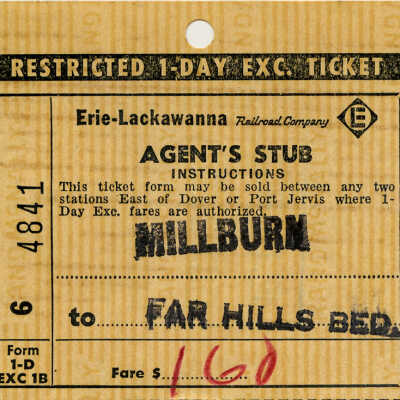 RESTRICTED 1-DAY EXC. TICKET
Erie-Lackawanna Railroad Company E
AGENT'S STUB
INSTRUCTIONS
This ticket form may be sold between any two
stations East of Dover or Port Jervis where 1-
Day Exc. fares are authorized.
MILLBURN
to FAR HILLS BED.
Fare $ 160
6 4841
Form
1-D
EXC 1B